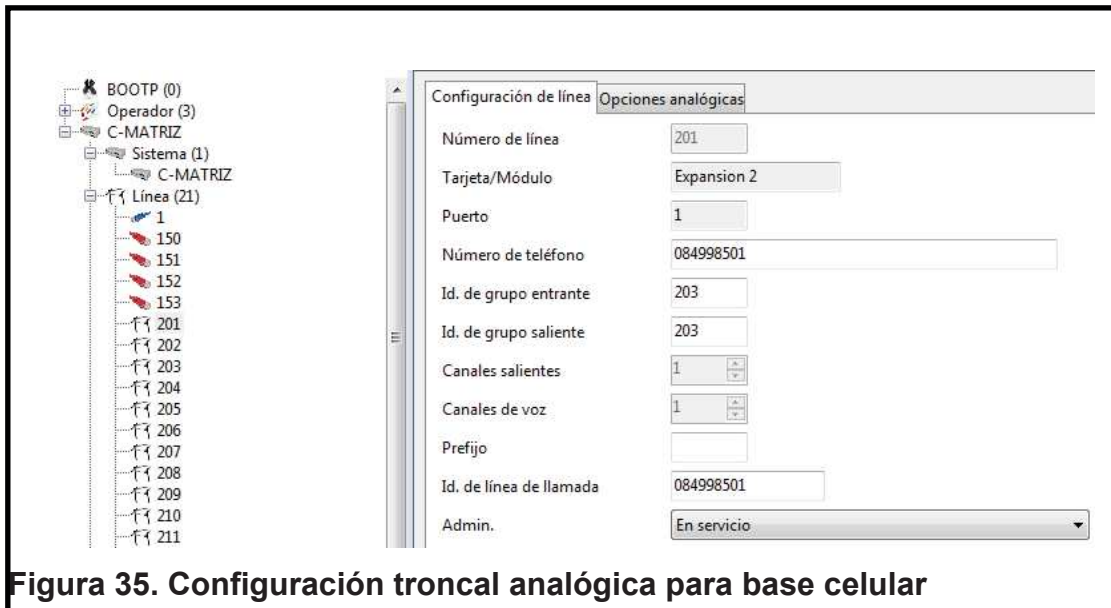 BOOTP (0)
Operador (3)
C-MATRIZ
Sistema (1)
C-MATRIZ
Línea (21)
1
150
151
152
153
201
202
203
204
205
206
207
208
209
210
211
Configuración de línea Opciones analógicas
Número de línea 201
Tarjeta/Módulo Expansion 2
Puerto 1
Número de teléfono 084998501
Id. de grupo entrante 203
Id. de grupo saliente 203
Canales salientes 1
Canales de voz 1
Prefijo
Id. de línea de llamada 084998501
Admin. En servicio
Figura 35. Configuración troncal analógica para base celular